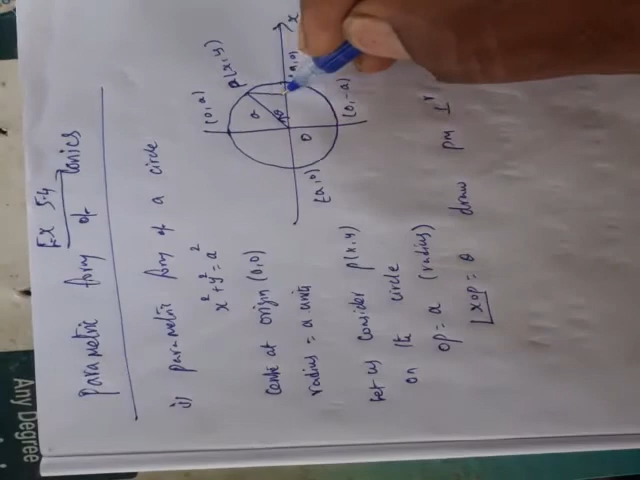 Ex 5.4
Parametric form of Conics
i) parametric form of a circle
x² + y² = a²
Centre at origin (0,0)
radius = a units
Let us consider P(x,y)
on the circle
OP = a (radius)
∠XOP = θ draw PM ⊥r
(0,a)
P(x,y)
x
a
θ
(a,0)
O
(0,-a)
(-a,0)
Any Degree